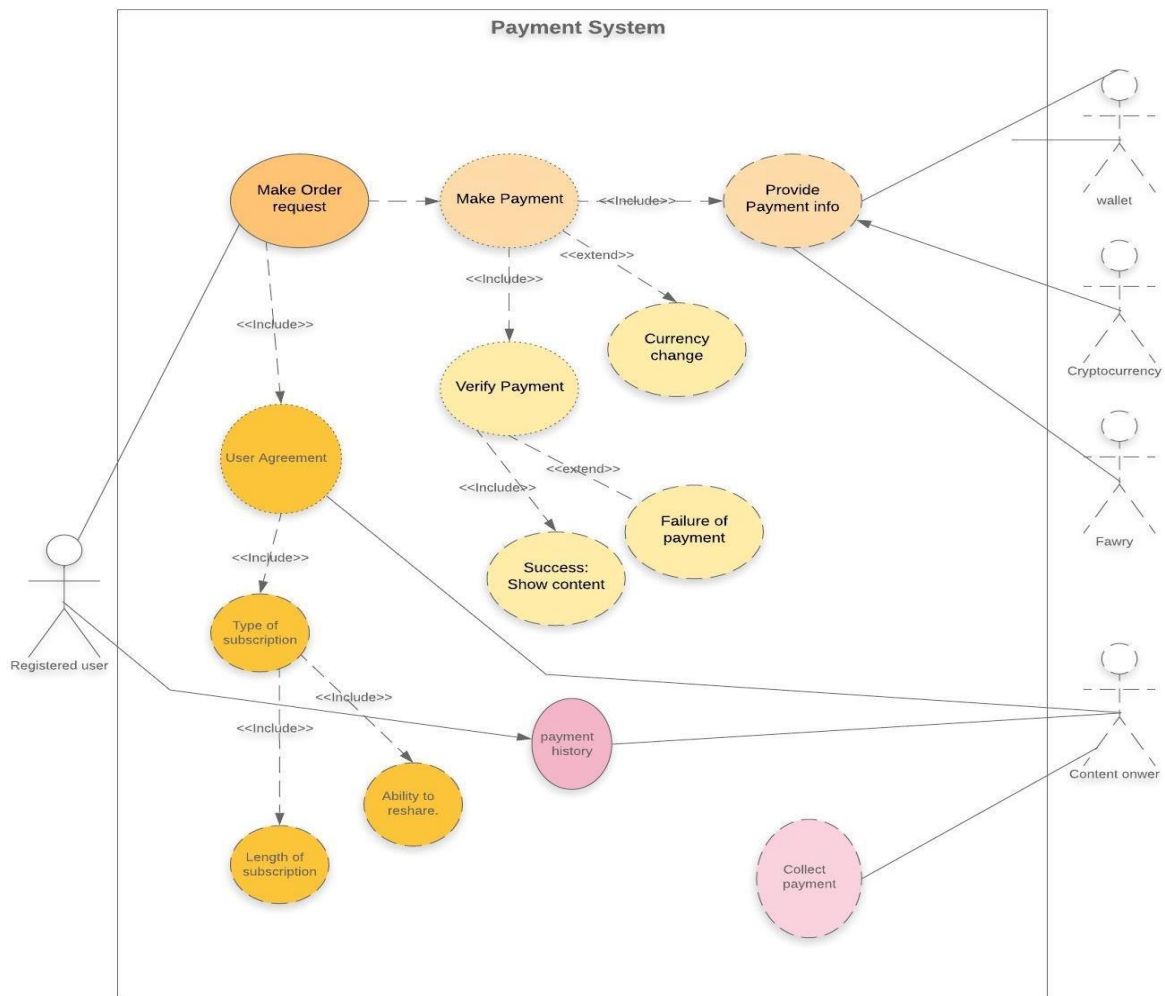 Payment System
Make Order
request
Make Payment
<<Include>>
Provide
Payment info
wallet
<<extend>>
<<Include>>
<<Include>>
Currency
change
Cryptocurrency
Verify Payment
User Agreement
<<extend>>
<<Include>>
Failure of
payment
Fawry
<<Include>>
Success:
Show content
Type of
subscription
Registered user
<<Include>>
<<Include>>
payment
history
Content onwer
Ability to
reshare.
Length of
subscription
Collect
payment